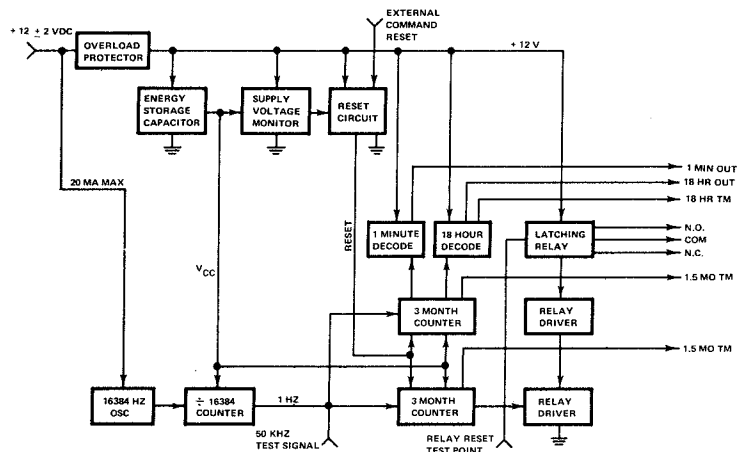 EXTERNAL
COMMAND
RESET
+ 12 ± 2 VDC
OVERLOAD
PROTECTOR
+ 12 V
ENERGY
STORAGE
CAPACITOR
SUPPLY
VOLTAGE
MONITOR
RESET
CIRCUIT
1 MIN OUT
18 HR OUT
18 HR TM
20 MA MAX
RESET
1 MINUTE
DECODE
18 HOUR
DECODE
LATCHING
RELAY
N.O.
COM
N.C.
VCC
1.5 MO TM
3 MONTH
COUNTER
RELAY
DRIVER
1.5 MO TM
16384 HZ
OSC
÷ 16384
COUNTER
1 HZ
3 MONTH
COUNTER
RELAY
DRIVER
50 KHZ
TEST SIGNAL
RELAY RESET
TEST POINT